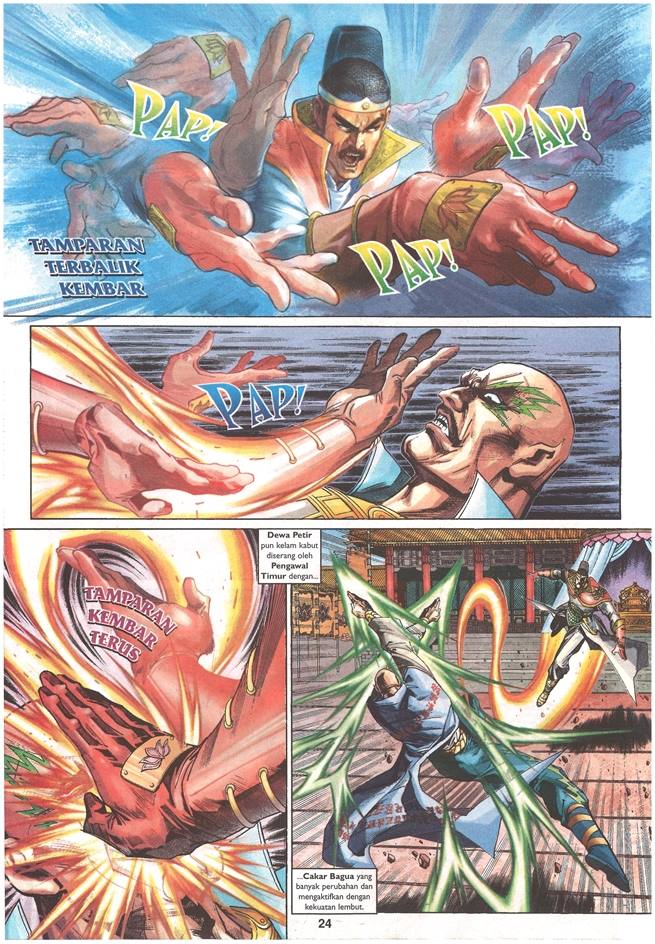 PAP!
PAP!
PAP!
TAMPARAN
TERBALIK
KEMBAR
PAP!
TAMPARAN
KEMBAR
TERUS
Dewa Petir
pun kelam kabut
diserang oleh
Pengawal
Timur dengan...
...Cakar Bagua yang
banyak perubahan dan
mengaktifkan dengan
kekuatan lembut.
24